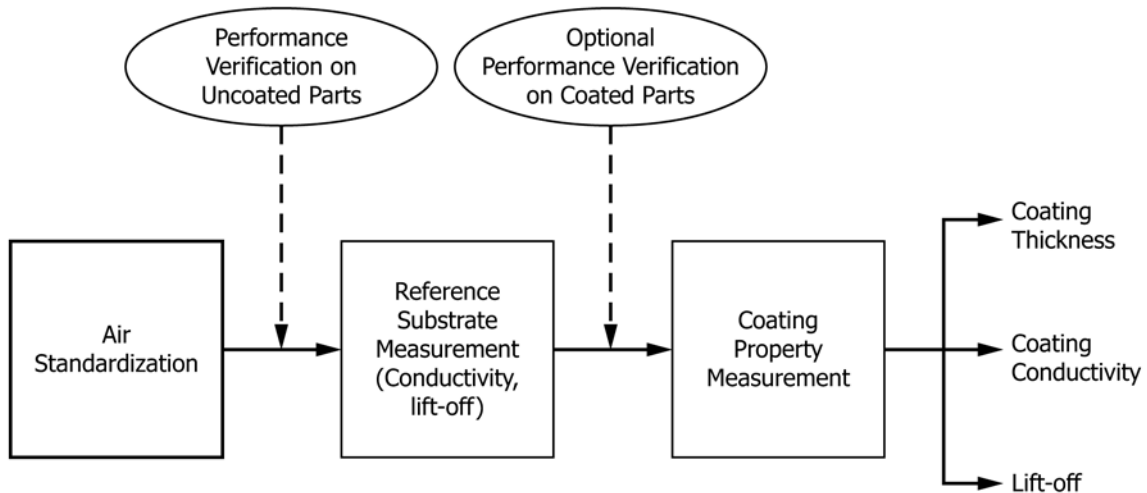 Performance
Verification on
Uncoated Parts
Optional
Performance Verification
on Coated Parts
Air
Standardization
Reference
Substrate
Measurement
(Conductivity,
lift-off)
Coating
Property
Measurement
Coating
Thickness
Coating
Conductivity
Lift-off